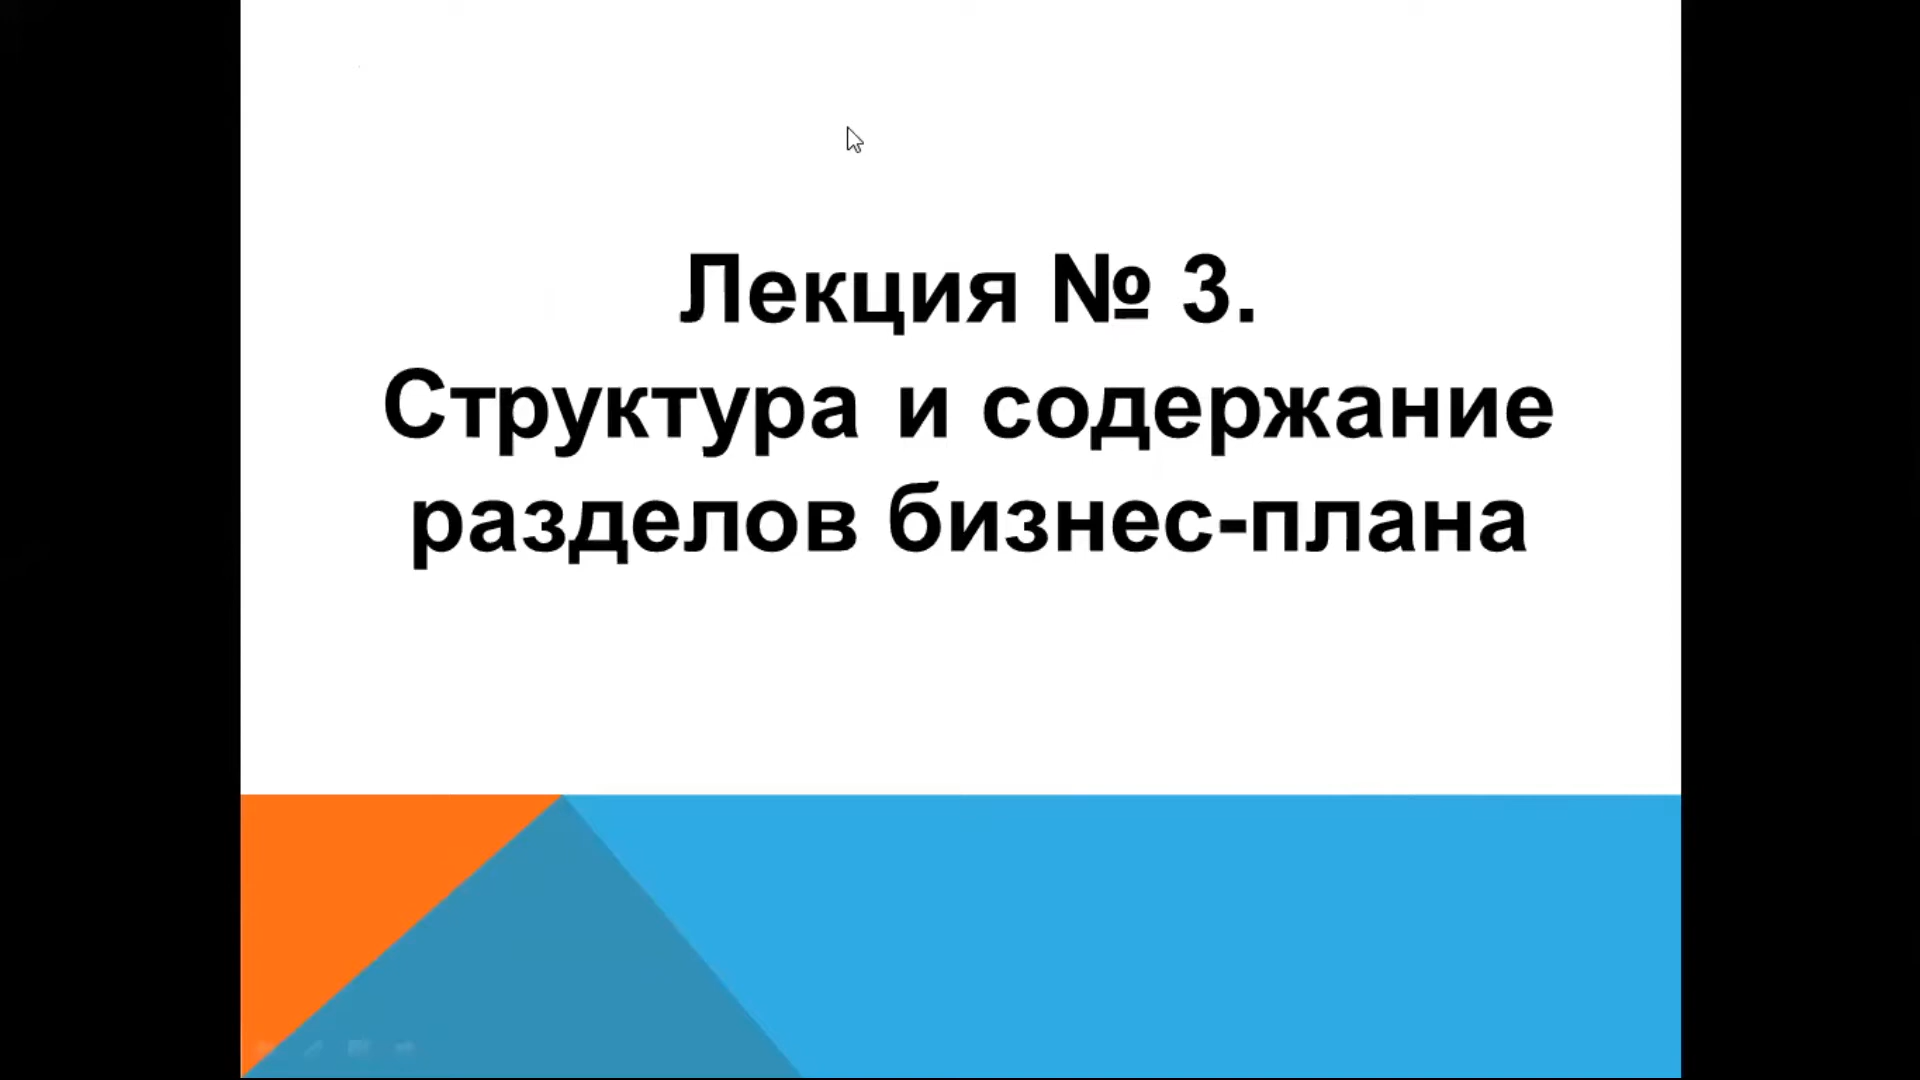 Лекция № 3.
Структура и содержание
разделов бизнес-плана